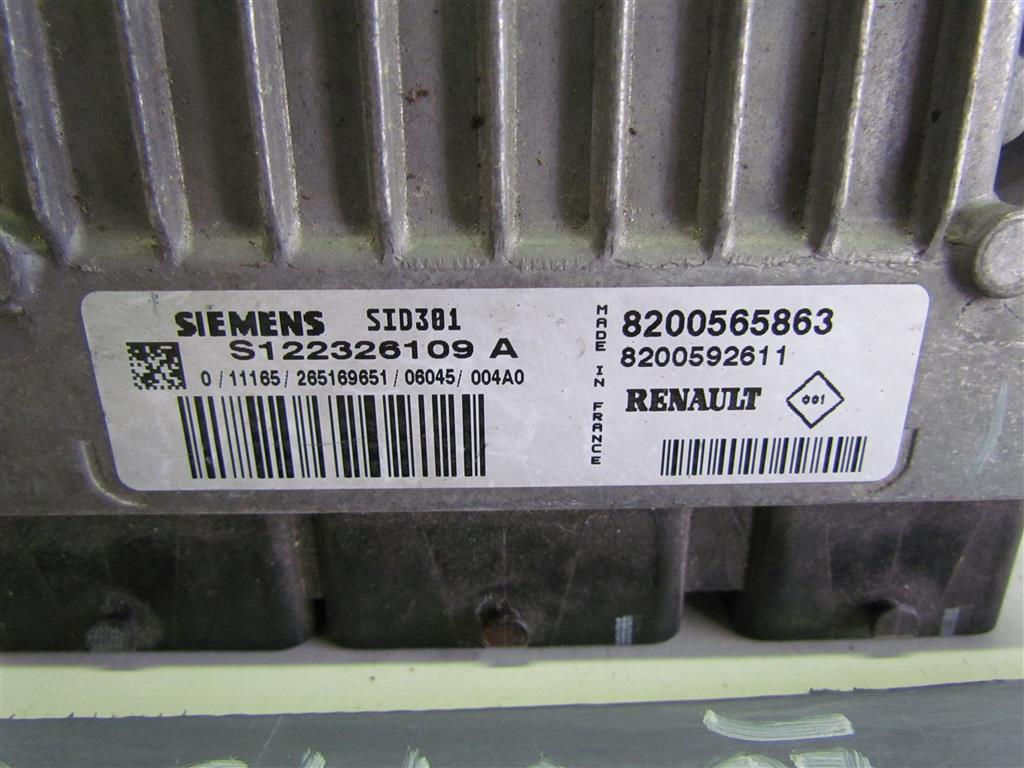 SIEMENS SID301
S122326109 A
0/11165/265169651/06045/004A0
MADE IN FRANCE
8200565863
8200592611
RENAULT 001